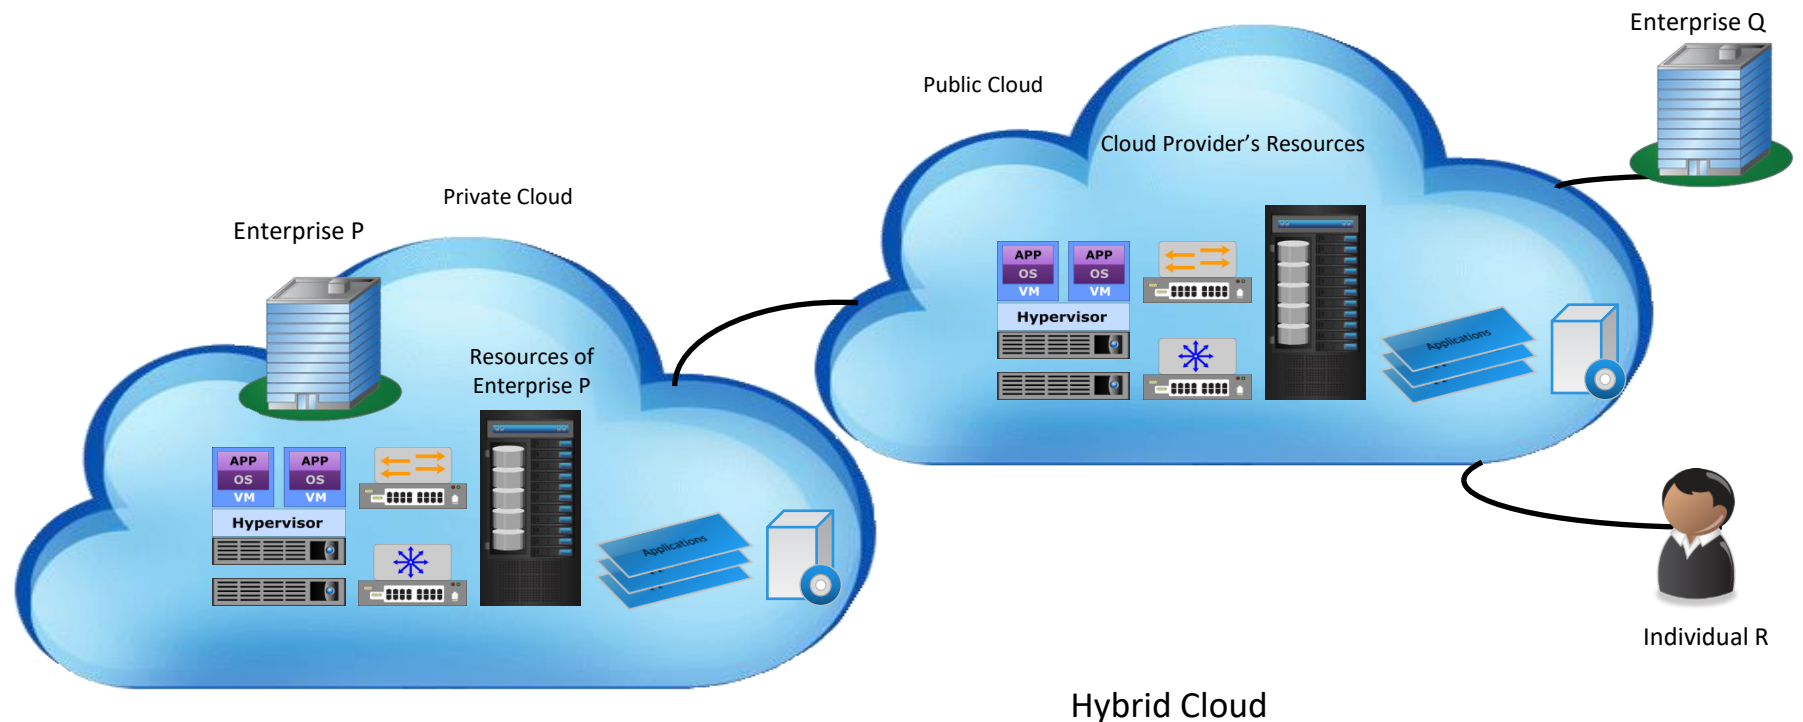 Enterprise Q
Public Cloud
Cloud Provider’s Resources
Private Cloud
Enterprise P
APP
OS
VM
APP
OS
VM
Hypervisor
Applications
Resources of
Enterprise P
APP
OS
VM
APP
OS
VM
Hypervisor
Applications
Individual R
Hybrid Cloud